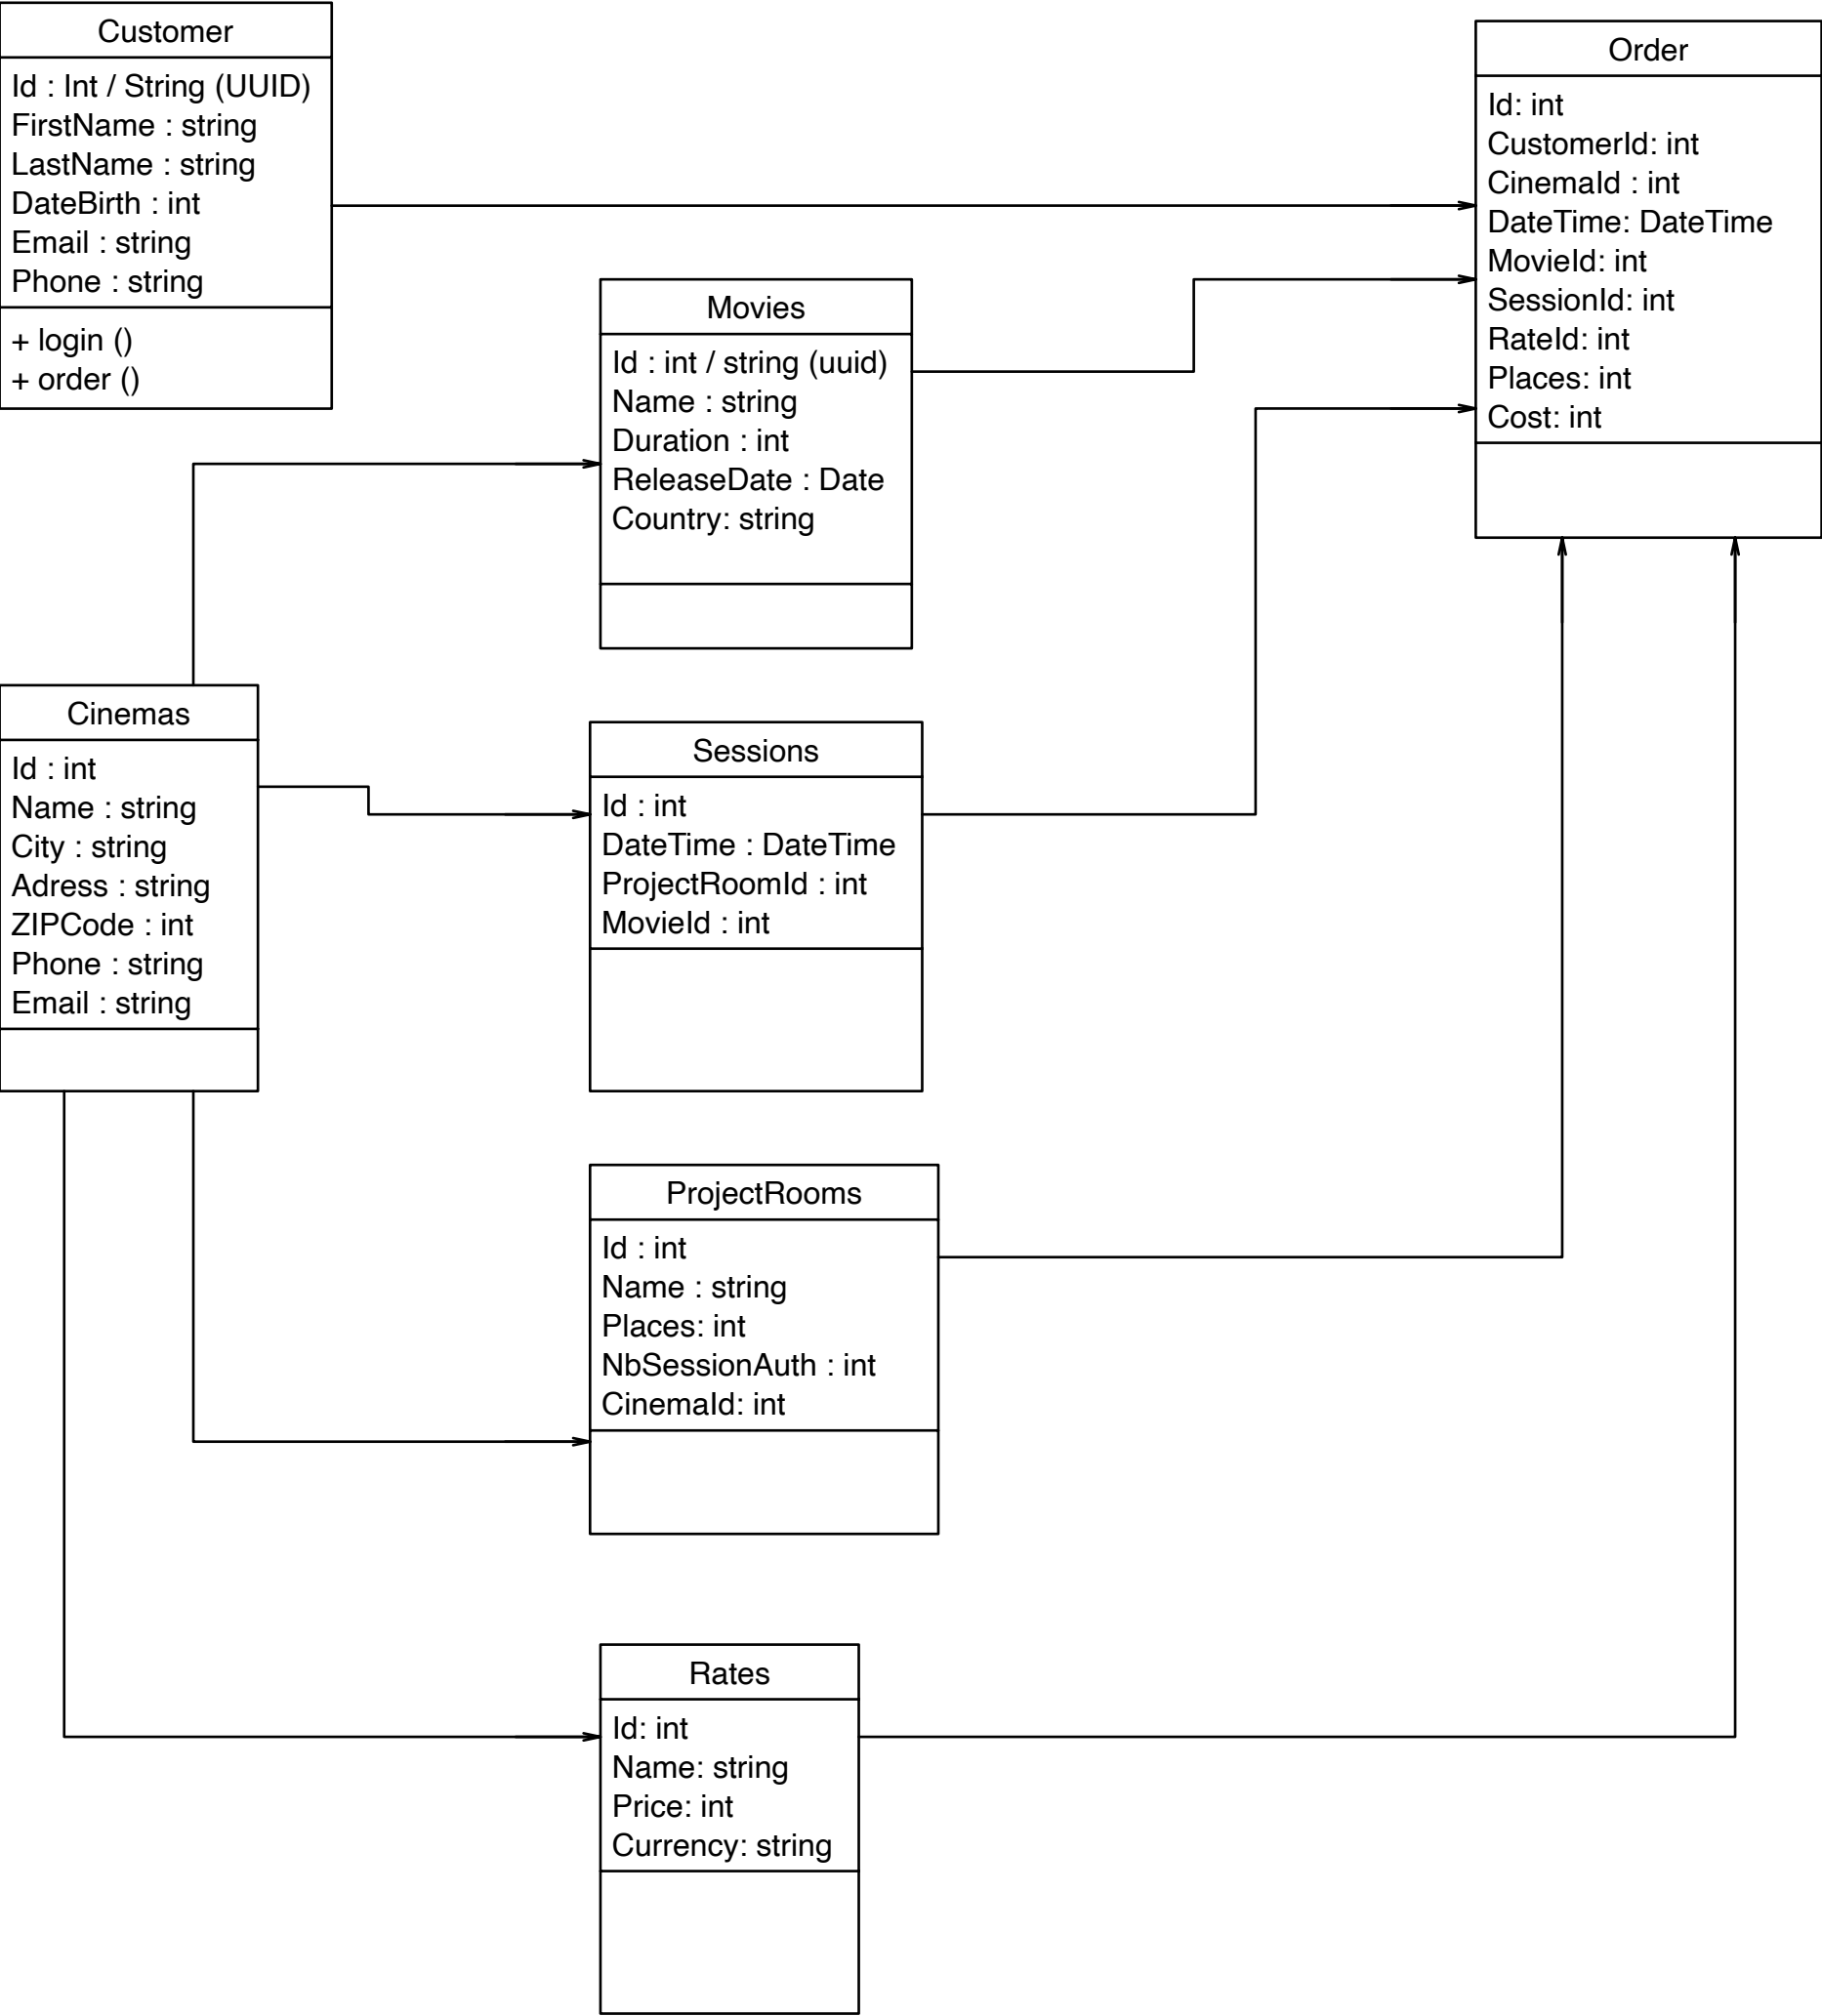 Customer
Id : Int / String (UUID)
FirstName : string
LastName : string
DateBirth : int
Email : string
Phone : string
+ login ()
+ order ()
Order
Id: int
CustomerId: int
CinemaId : int
DateTime: DateTime
MovieId: int
SessionId: int
RateId: int
Places: int
Cost: int
Movies
Id : int / string (uuid)
Name : string
Duration : int
ReleaseDate : Date
Country: string
Cinemas
Id : int
Name : string
City : string
Adress : string
ZIPCode : int
Phone : string
Email : string
Sessions
Id : int
DateTime : DateTime
ProjectRoomId : int
MovieId : int
ProjectRooms
Id : int
Name : string
Places: int
NbSessionAuth : int
CinemaId: int
Rates
Id: int
Name: string
Price: int
Currency: string